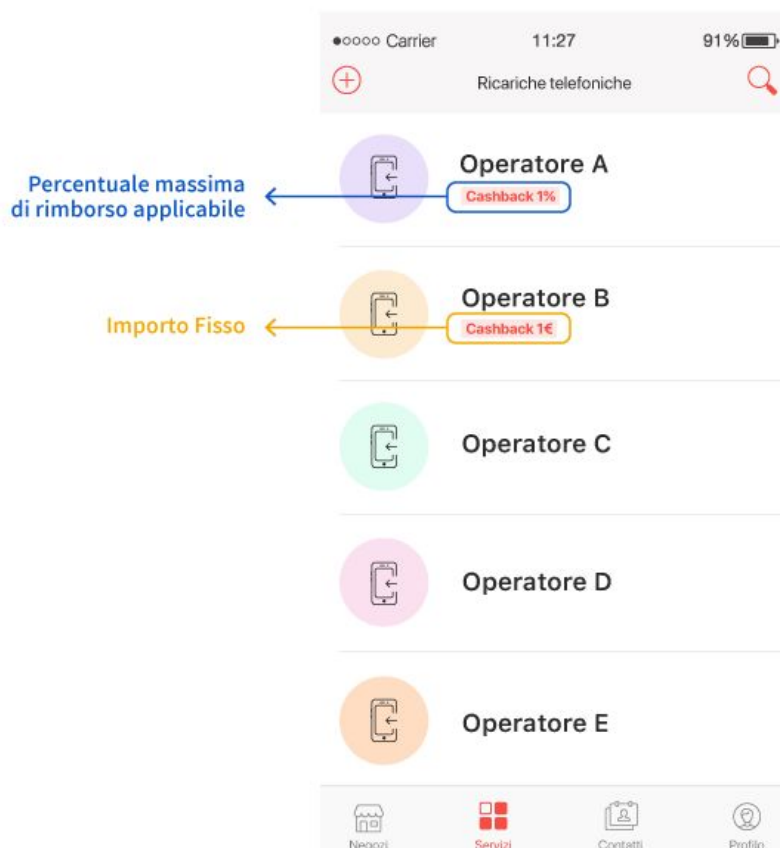 Carrier 11:27 91%
Ricariche telefoniche
Operatore A
Cashback 1%
Percentuale massima
di rimborso applicabile
Operatore B
Cashback 1€
Importo Fisso
Operatore C
Operatore D
Operatore E
Negozi Servizi Contatti Profilo